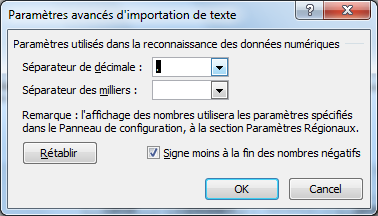 Paramètres avancés d'importation de texte
Paramètres utilisés dans la reconnaissance des données numériques
Séparateur de décimale : .
Séparateur des milliers :
Remarque : l'affichage des nombres utilisera les paramètres spécifiés
dans le Panneau de configuration, à la section Paramètres Régionaux.
Rétablir
Signe moins à la fin des nombres négatifs
OK
Cancel